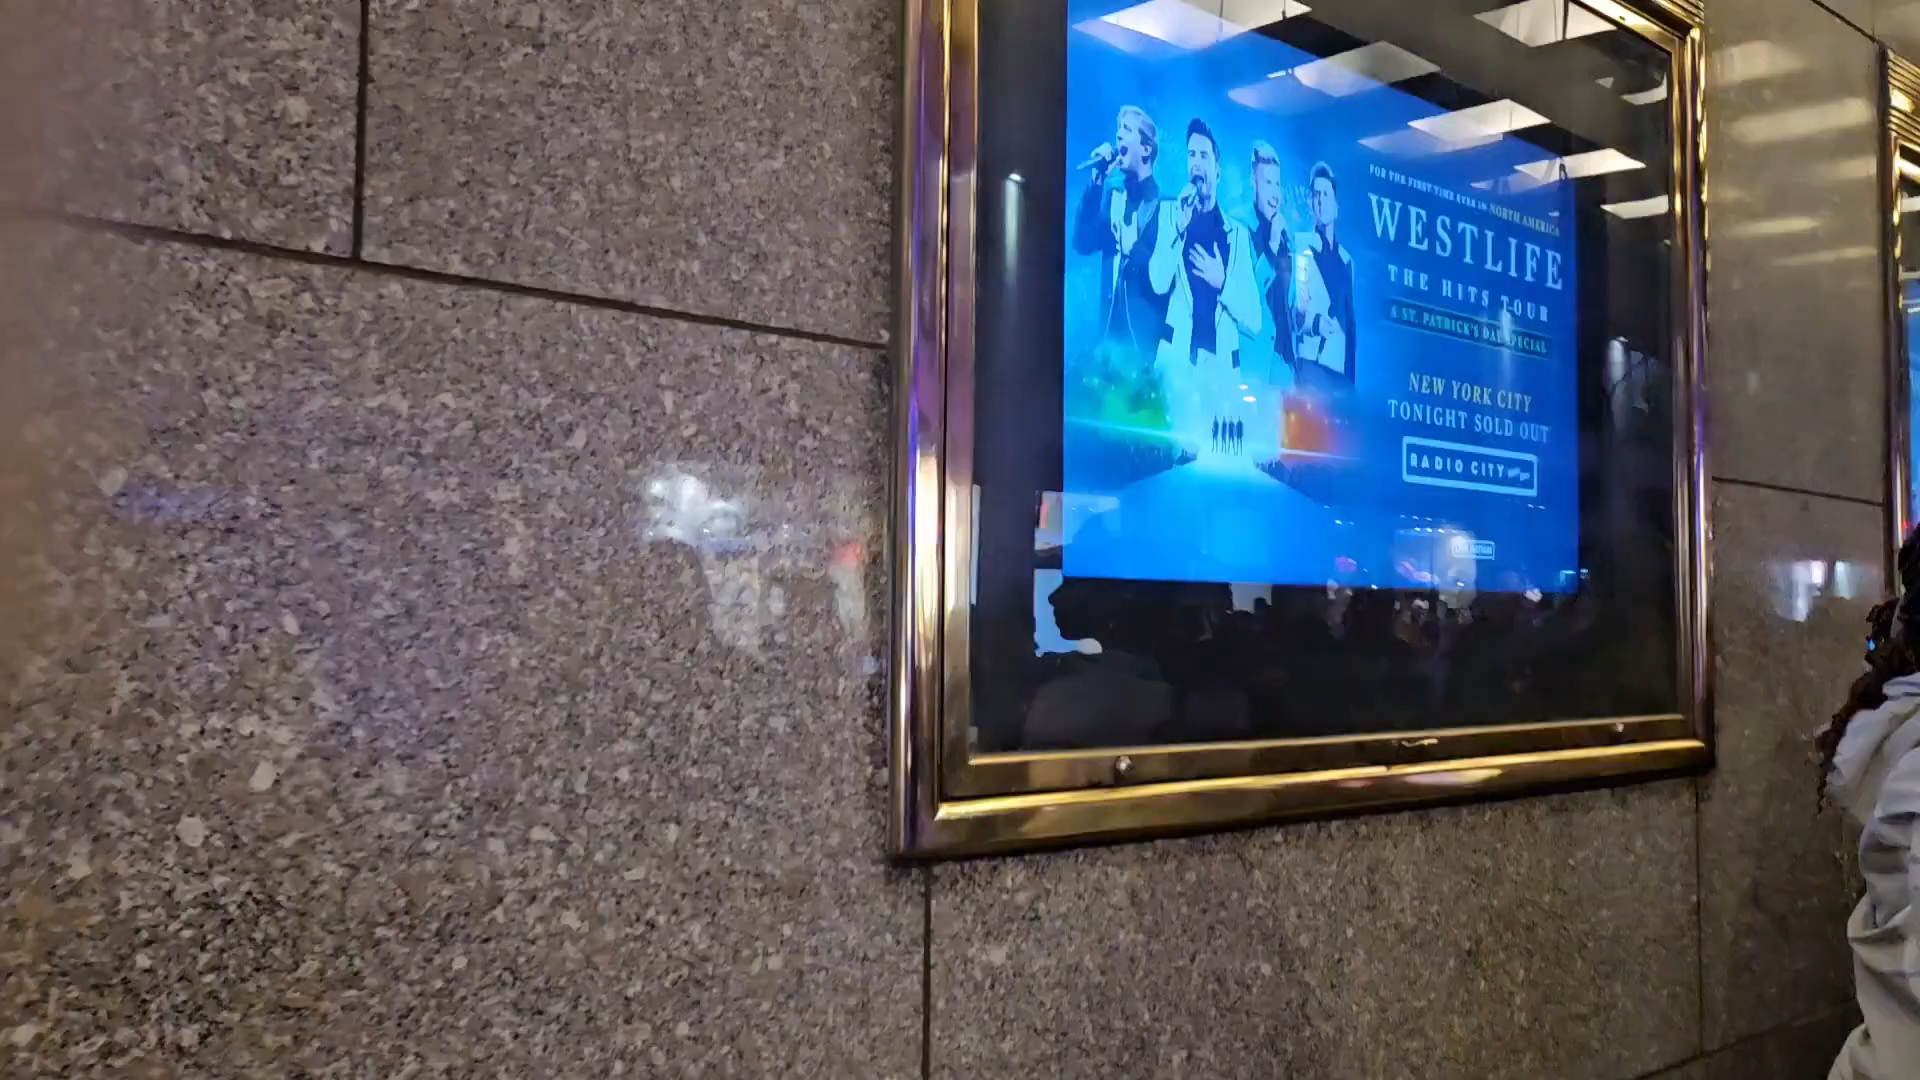 FOR THE FIRST TIME EVER IN NORTH AMERICA
WESTLIFE
THE HITS TOUR
A ST. PATRICK'S DAY SPECIAL
NEW YORK CITY
TONIGHT SOLD OUT
RADIO CITY